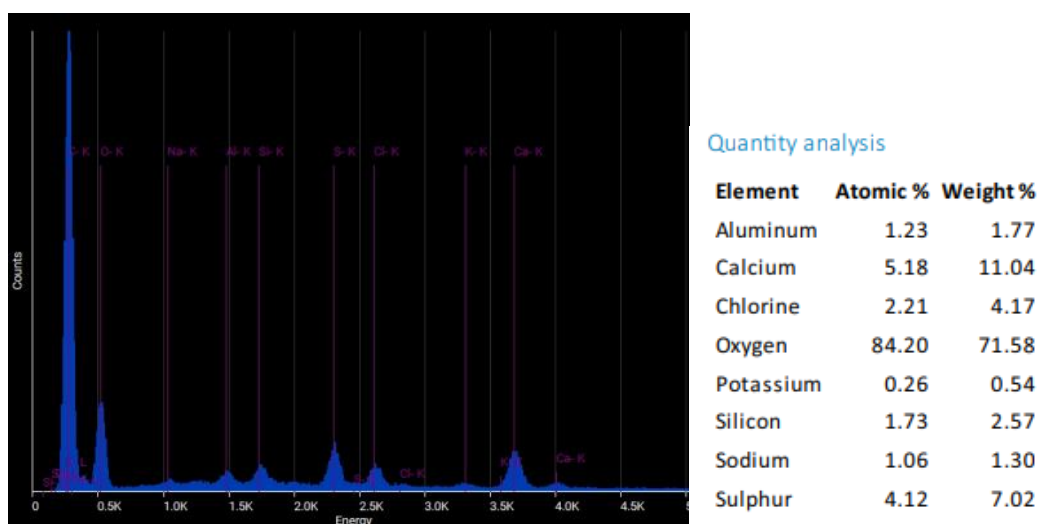 C- K O- K Na- K Al- K Si- K S- K Cl- K K- K Ca- K
Cl- K Ca- K
Counts
0 0.5K 1.0K 1.5K 2.0K 2.5K 3.0K 3.5K 4.0K 4.5K
Energy
Quantity analysis
Element Atomic % Weight %
Aluminum 1.23 1.77
Calcium 5.18 11.04
Chlorine 2.21 4.17
Oxygen 84.20 71.58
Potassium 0.26 0.54
Silicon 1.73 2.57
Sodium 1.06 1.30
Sulphur 4.12 7.02